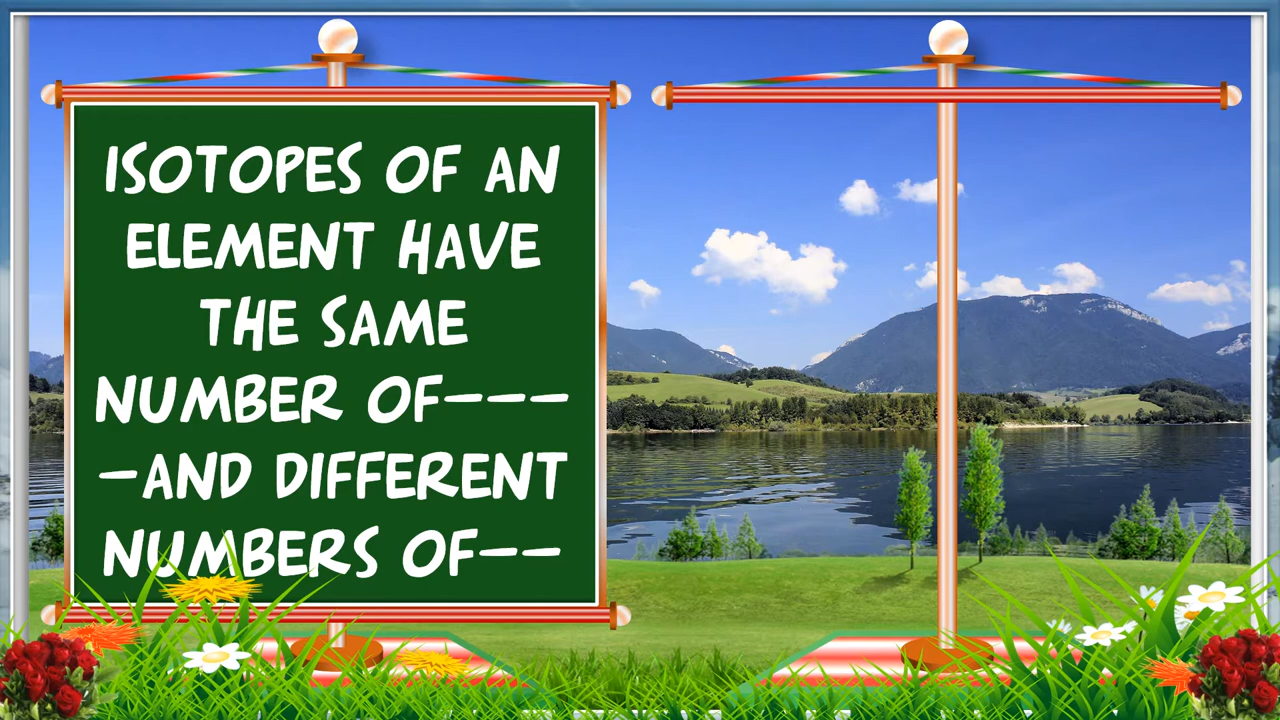 ISOTOPES OF AN
ELEMENT HAVE
THE SAME
NUMBER OF---
-AND DIFFERENT
NUMBERS OF--